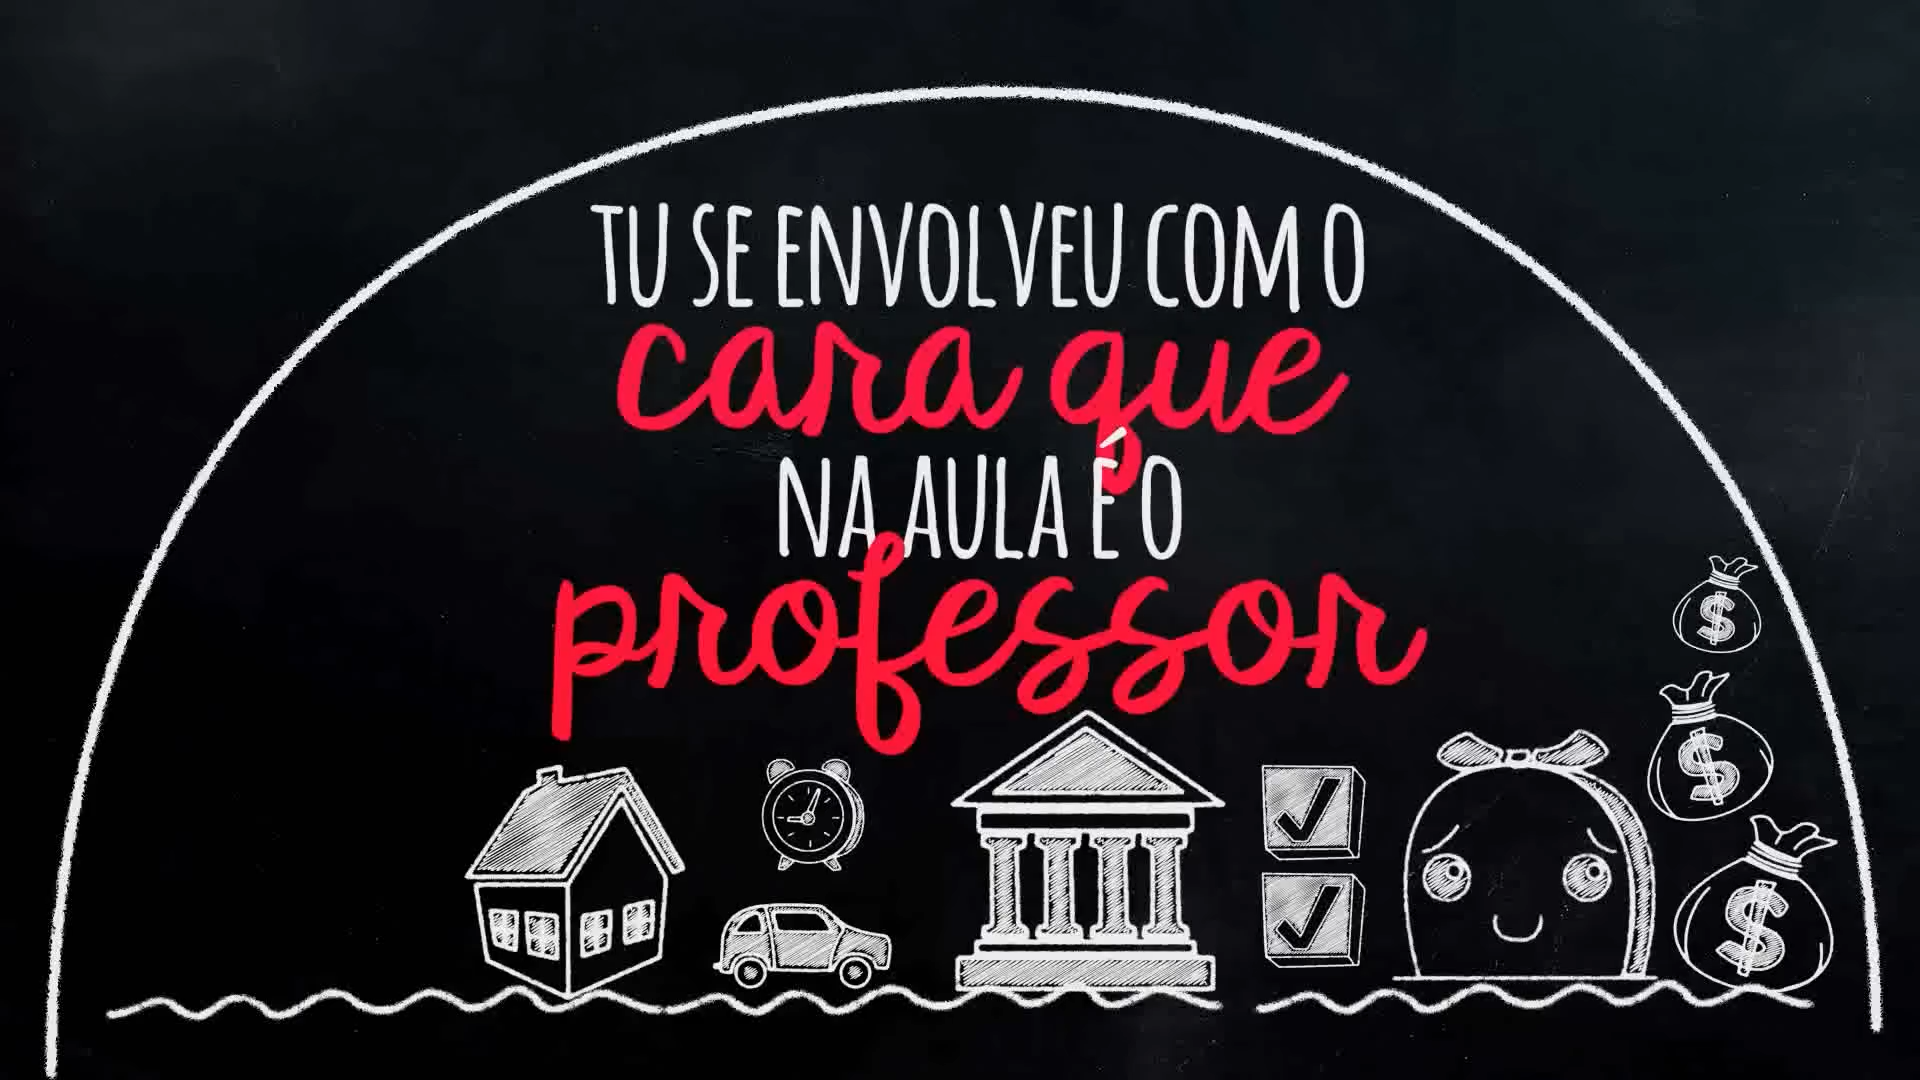 TU SE ENVOLVEU COM O
cara que
NA AULA É O
professor
$
$
$